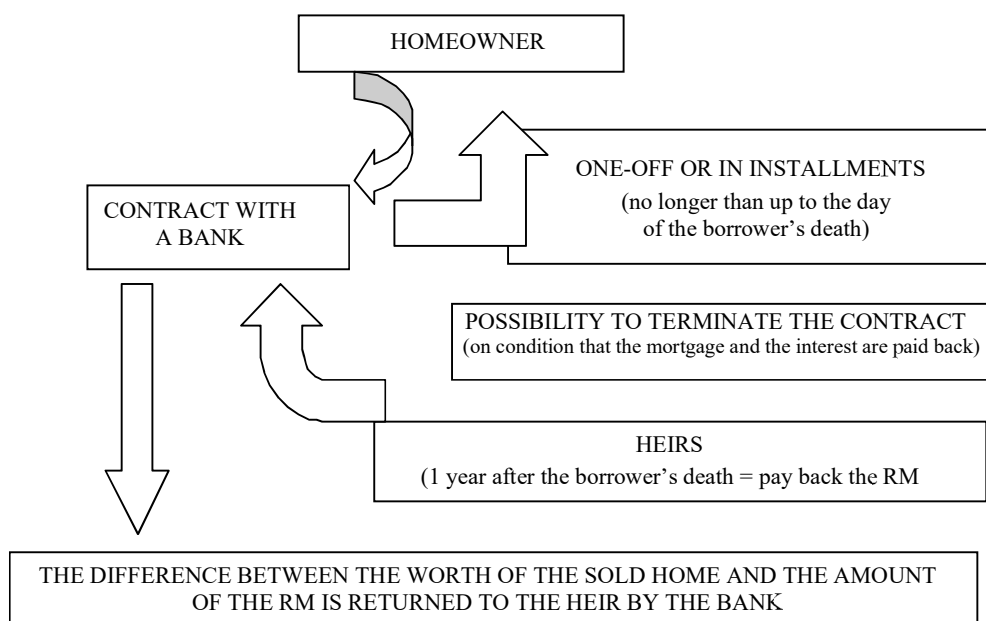 HOMEOWNER
ONE-OFF OR IN INSTALLMENTS
(no longer than up to the day
of the borrower’s death)
CONTRACT WITH
A BANK
POSSIBILITY TO TERMINATE THE CONTRACT
(on condition that the mortgage and the interest are paid back)
HEIRS
(1 year after the borrower’s death = pay back the RM
THE DIFFERENCE BETWEEN THE WORTH OF THE SOLD HOME AND THE AMOUNT
OF THE RM IS RETURNED TO THE HEIR BY THE BANK